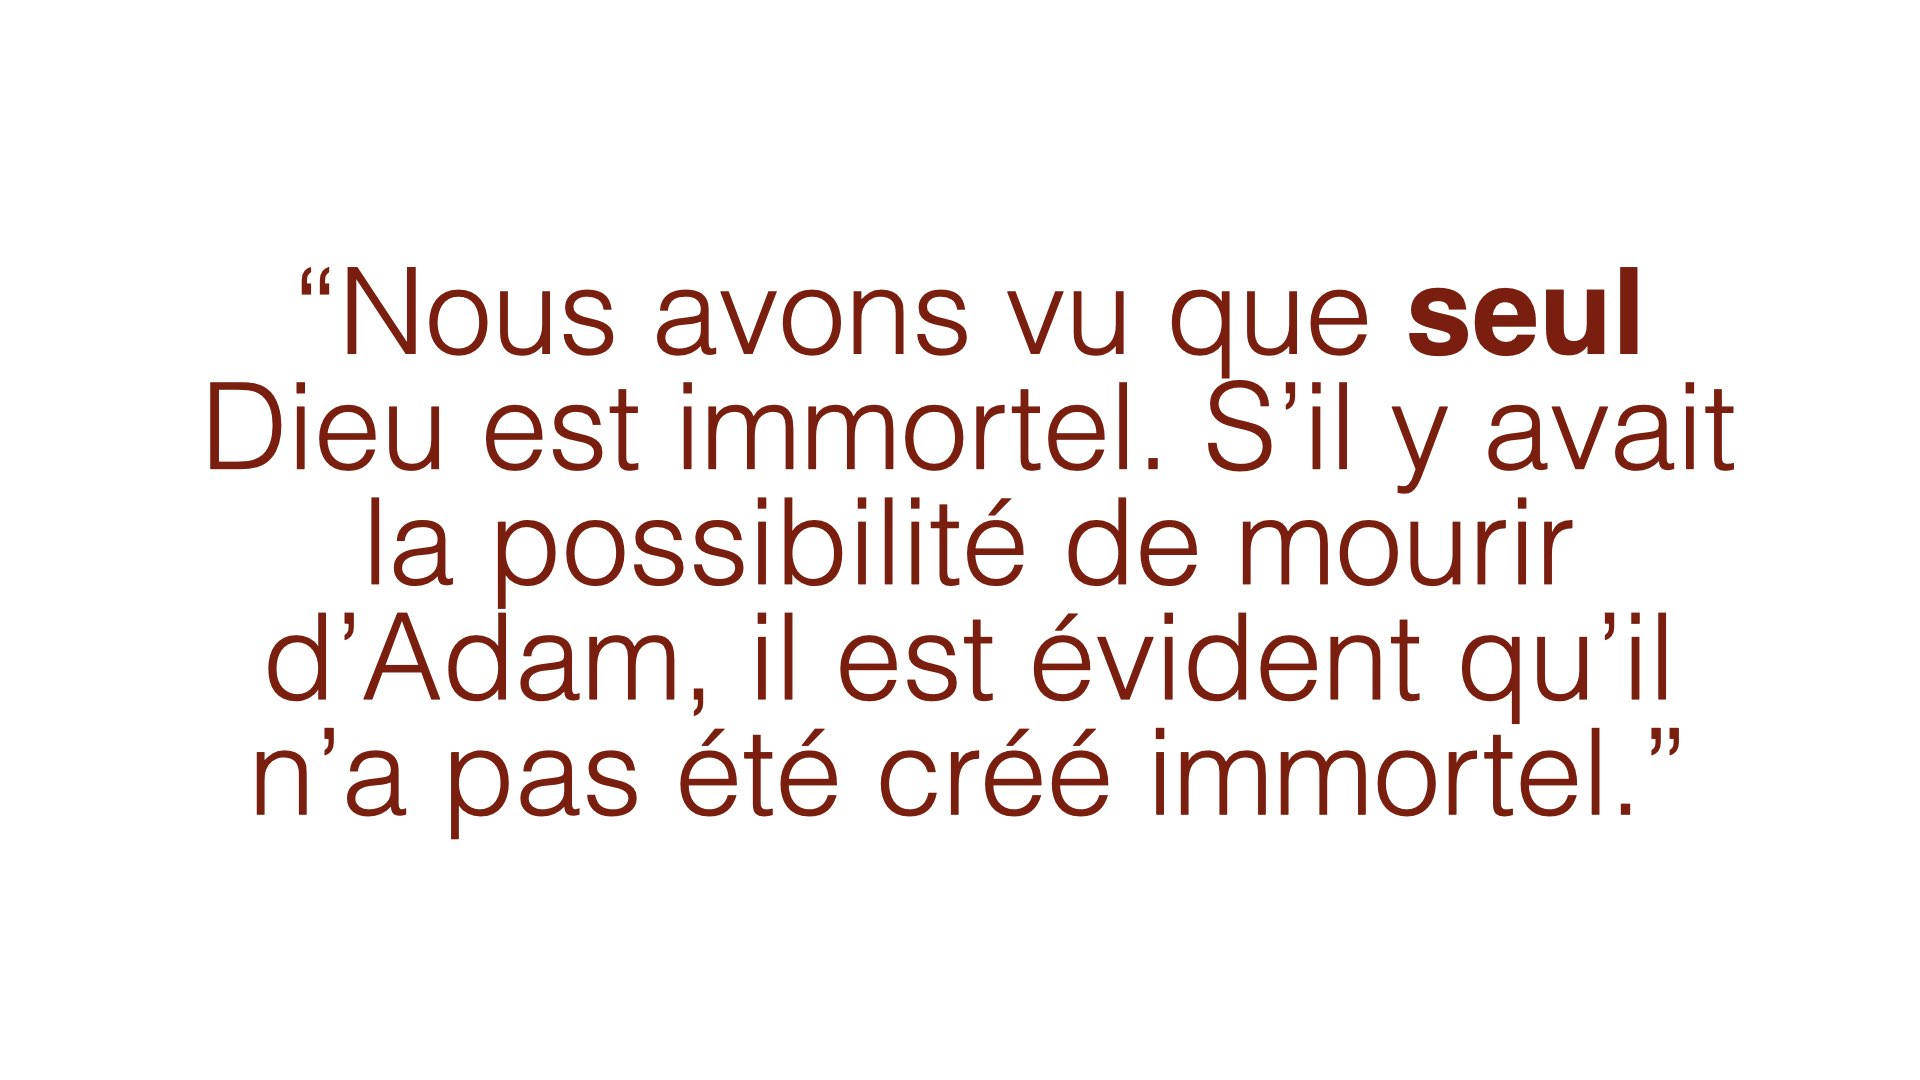 “Nous avons vu que seul
Dieu est immortel. S’il y avait
la possibilité de mourir
d’Adam, il est évident qu’il
n’a pas été créé immortel.”